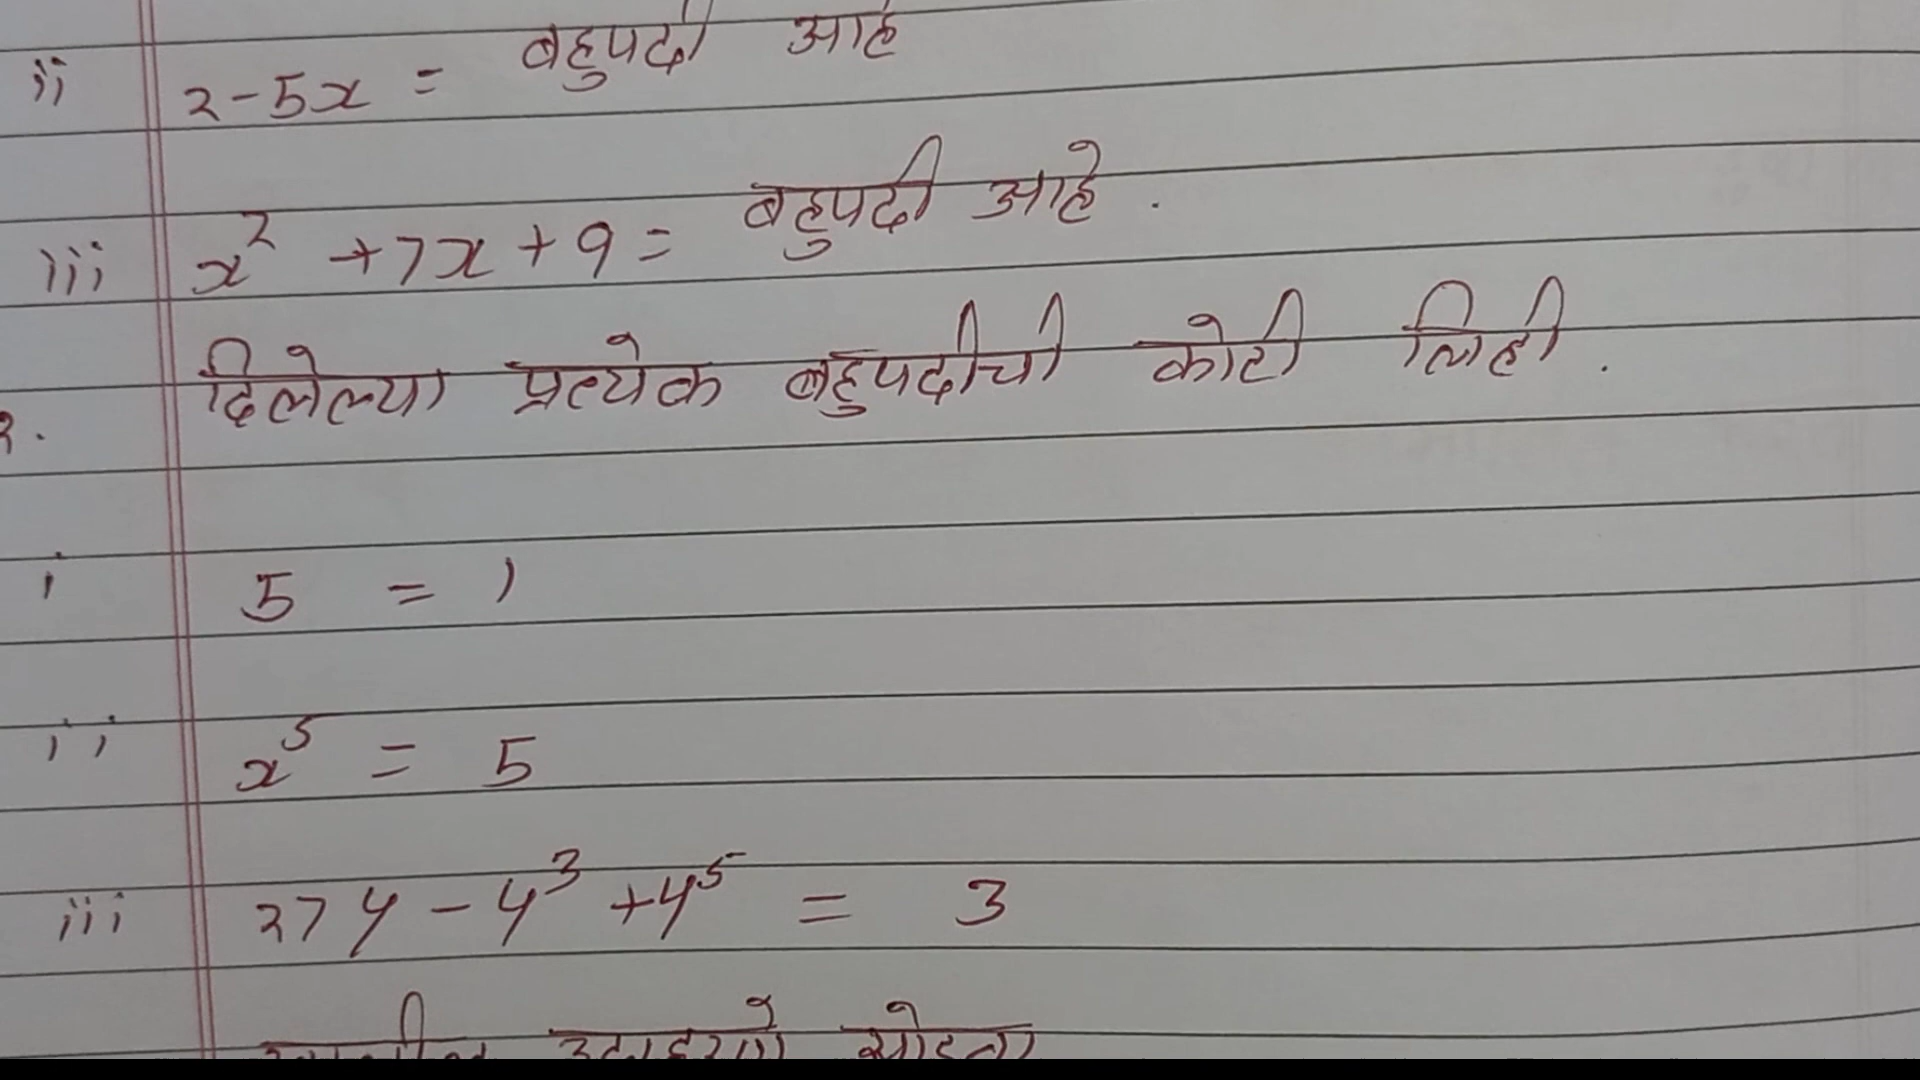 ii 2-5x = बहुपदी आहे
iii x² +7x+9= बहुपदी आहे.
२. दिलेल्या प्रत्येक बहुपदीची कोटी लिही.
i 5 = 1
ii x⁵ = 5
iii 27y - y³ + y⁵ = 3